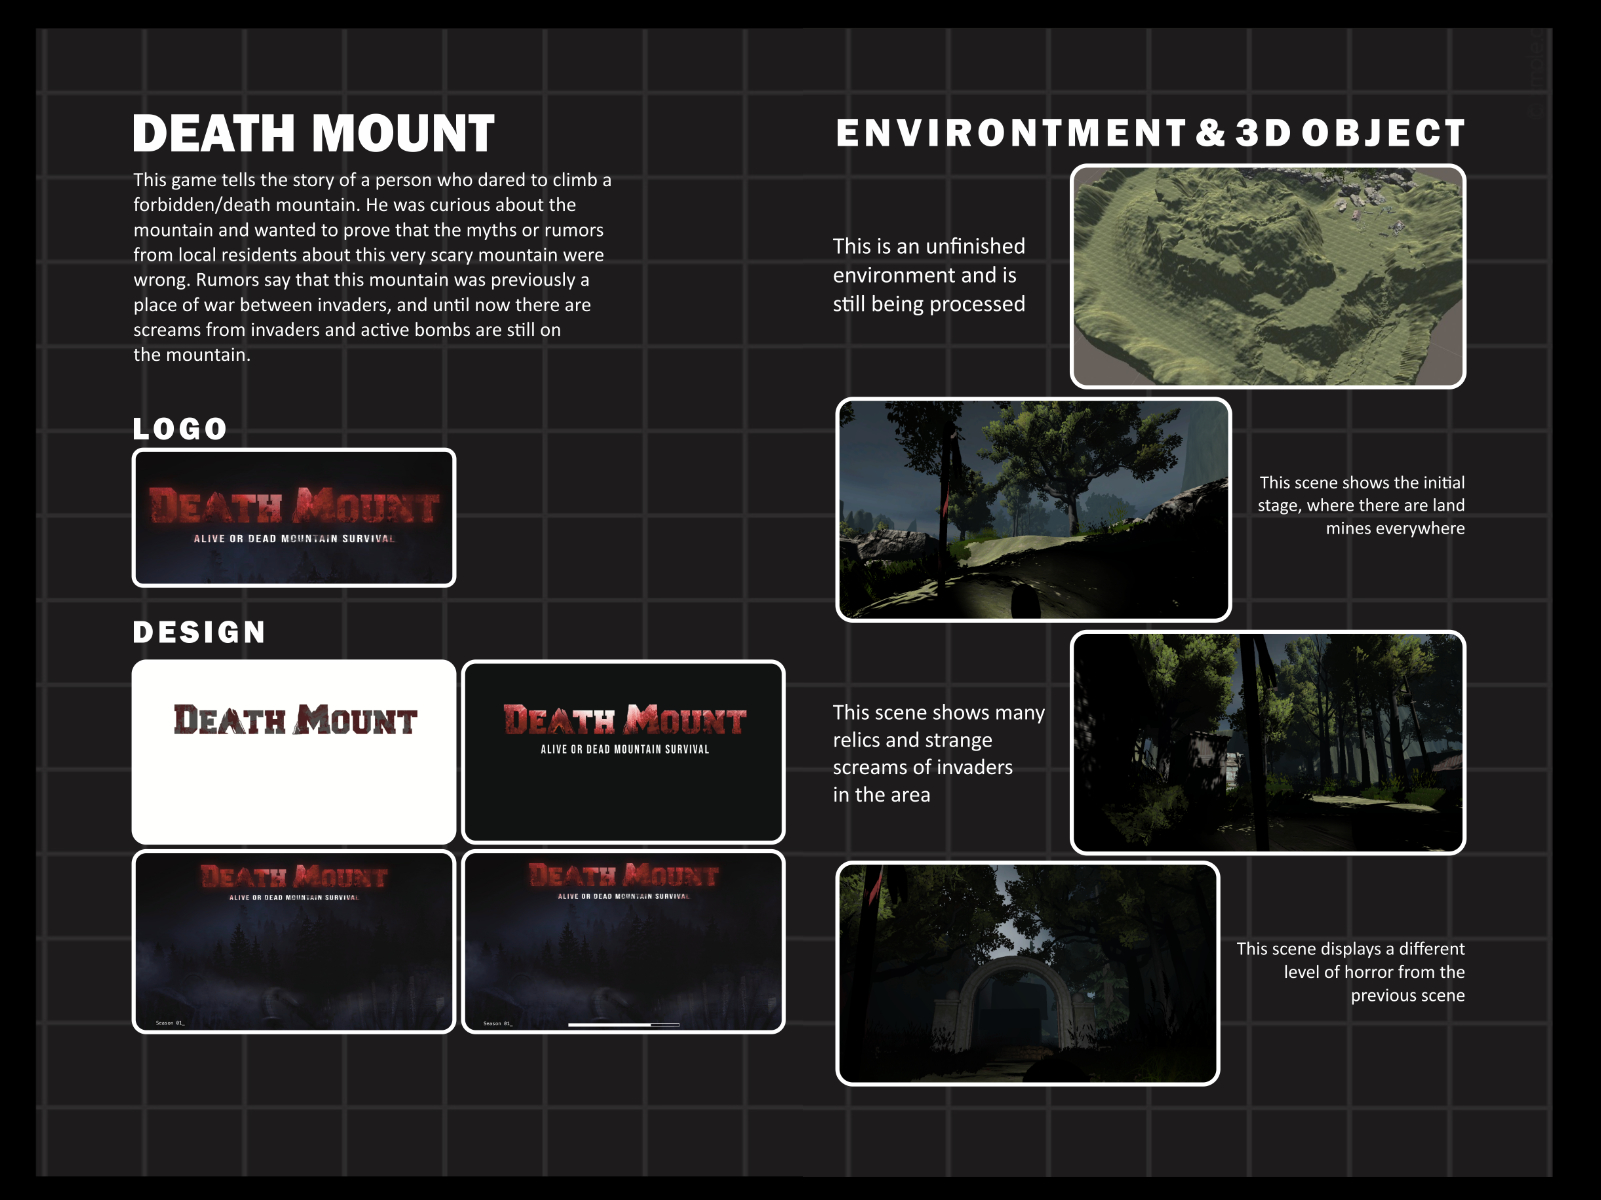 DEATH MOUNT
This game tells the story of a person who dared to climb a
forbidden/death mountain. He was curious about the
mountain and wanted to prove that the myths or rumors
from local residents about this very scary mountain were
wrong. Rumors say that this mountain was previously a
place of war between invaders, and until now there are
screams from invaders and active bombs are still on
the mountain.
LOGO
DEATH MOUNT
ALIVE OR DEAD MOUNTAIN SURVIVAL
DESIGN
DEATH MOUNT
DEATH MOUNT
ALIVE OR DEAD MOUNTAIN SURVIVAL
DEATH MOUNT
ALIVE OR DEAD MOUNTAIN SURVIVAL
Season 01_
DEATH MOUNT
ALIVE OR DEAD MOUNTAIN SURVIVAL
Season 01_
ENVIRONTMENT & 3D OBJECT
This is an unfinished
environment and is
still being processed
This scene shows the initial
stage, where there are land
mines everywhere
This scene shows many
relics and strange
screams of invaders
in the area
This scene displays a different
level of horror from the
previous scene